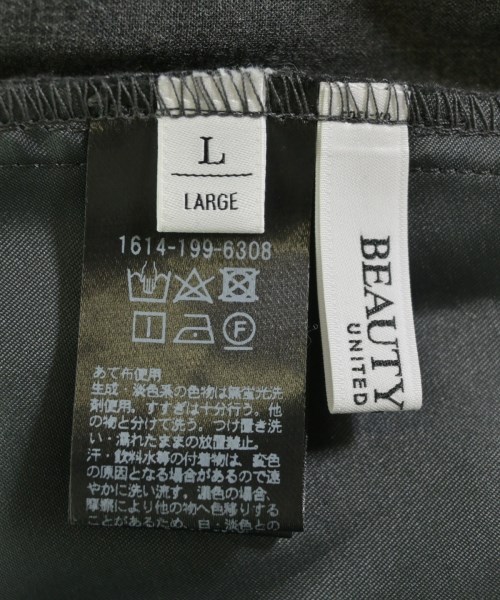 L
LARGE
1614-199-6308
F
あて布使用
生成・淡色系の色物は無蛍光洗
剤使用。すすぎは十分行う。他
の物と分けて洗う。つけ置き洗
い・濡れたままの放置禁止。
汗・飲料水等の付着物は、変色
の原因となる場合があるので速
やかに洗い流す。濃色の場合、
摩擦により他の物へ色移りする
ことがあるため、白・淡色との
BEAUTY
UNITED